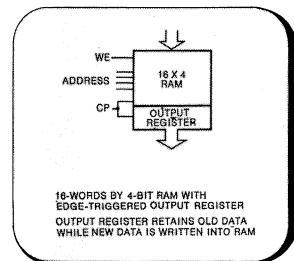 WE
16 X 4
RAM
ADDRESS
CP
OUTPUT
REGISTER
16-WORDS BY 4-BIT RAM WITH
EDGE-TRIGGERED OUTPUT REGISTER
OUTPUT REGISTER RETAINS OLD DATA
WHILE NEW DATA IS WRITTEN INTO RAM